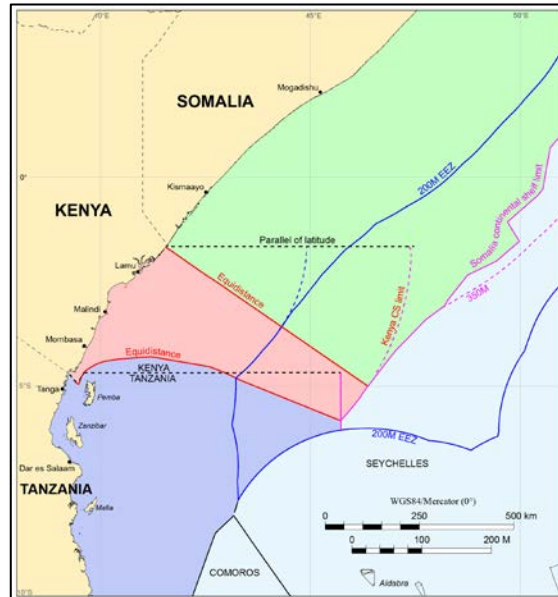 70°E
45°E
50°E
SOMALIA
Mogadishu
200M EEZ
0°
Kismaayo
Somalia continental shelf limit
KENYA
Parallel of latitude
Lamu
Equidistance
350M
Kenya CS limit
Malindi
Mombasa
Equidistance
KENYA
TANZANIA
Tanga
5°S
Pemba
Zanzibar
200M EEZ
SEYCHELLES
Dar es Salaam
TANZANIA
Mafia
WGS84/Mercator (0°)
0 250 500 km
0 100 200 M
COMOROS
Aldabra
10°S